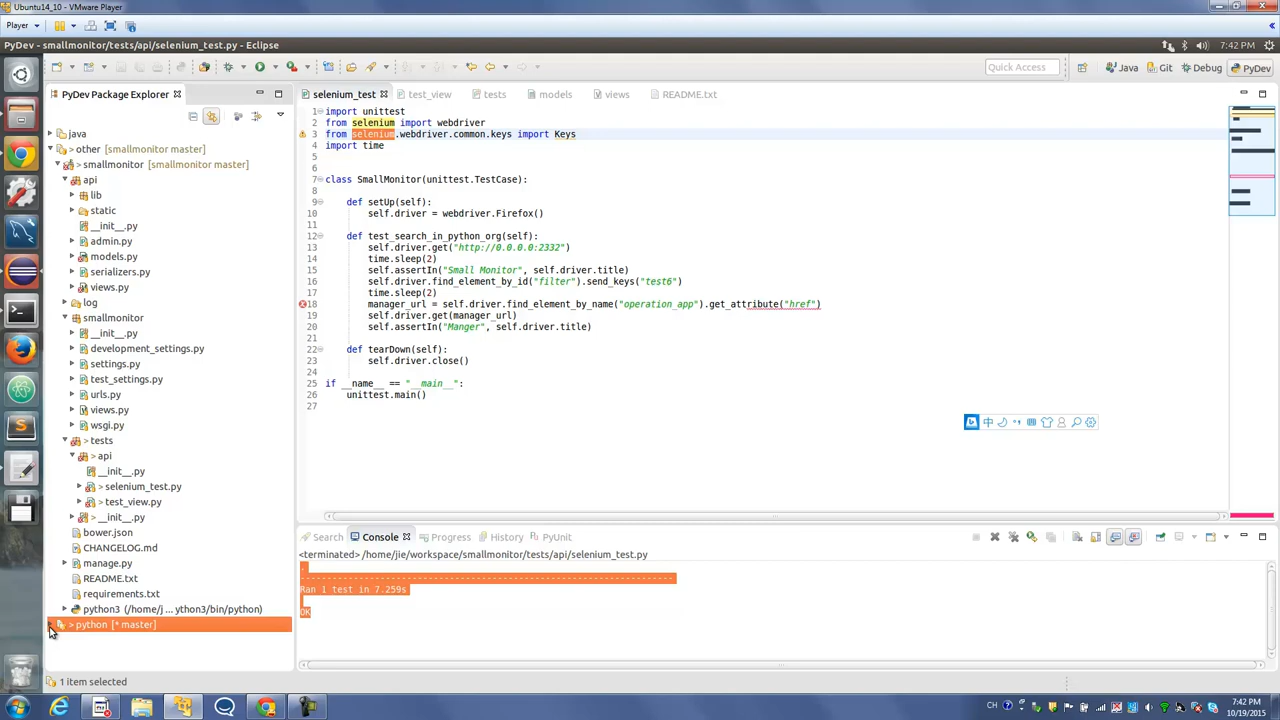 Ubuntu14_10 - VMware Player
Player
PyDev - smallmonitor/tests/api/selenium_test.py - Eclipse
7:42 PM
Quick Access
Java
Git
Debug
PyDev
PyDev Package Explorer
selenium_test
test_view
tests
models
views
README.txt
java
> other [smallmonitor master]
> smallmonitor [smallmonitor master]
api
lib
static
__init__.py
admin.py
models.py
serializers.py
views.py
log
smallmonitor
__init__.py
development_settings.py
settings.py
test_settings.py
urls.py
views.py
wsgi.py
> tests
> api
__init__.py
> selenium_test.py
> test_view.py
> __init__.py
bower.json
CHANGELOG.md
manage.py
README.txt
requirements.txt
python3 (/home/j ... ython3/bin/python)
> python [* master]
1 import unittest
2 from selenium import webdriver
3 from selenium.webdriver.common.keys import Keys
4 import time
5
6
7 class SmallMonitor(unittest.TestCase):
8
9 def setUp(self):
10 self.driver = webdriver.Firefox()
11
12 def test_search_in_python_org(self):
13 self.driver.get("http://0.0.0.0:2332")
14 time.sleep(2)
15 self.assertIn("Small Monitor", self.driver.title)
16 self.driver.find_element_by_id("filter").send_keys("test6")
17 time.sleep(2)
18 manager_url = self.driver.find_element_by_name("operation_app").get_attribute("href")
19 self.driver.get(manager_url)
20 self.assertIn("Manger", self.driver.title)
21
22 def tearDown(self):
23 self.driver.close()
24
25 if __name__ == "__main__":
26 unittest.main()
27
中
Search
Console
Progress
History
PyUnit
<terminated> /home/jie/workspace/smallmonitor/tests/api/selenium_test.py
.
----------------------------------------------------------------------
Ran 1 test in 7.259s
OK
1 item selected
CH
7:42 PM
10/19/2015